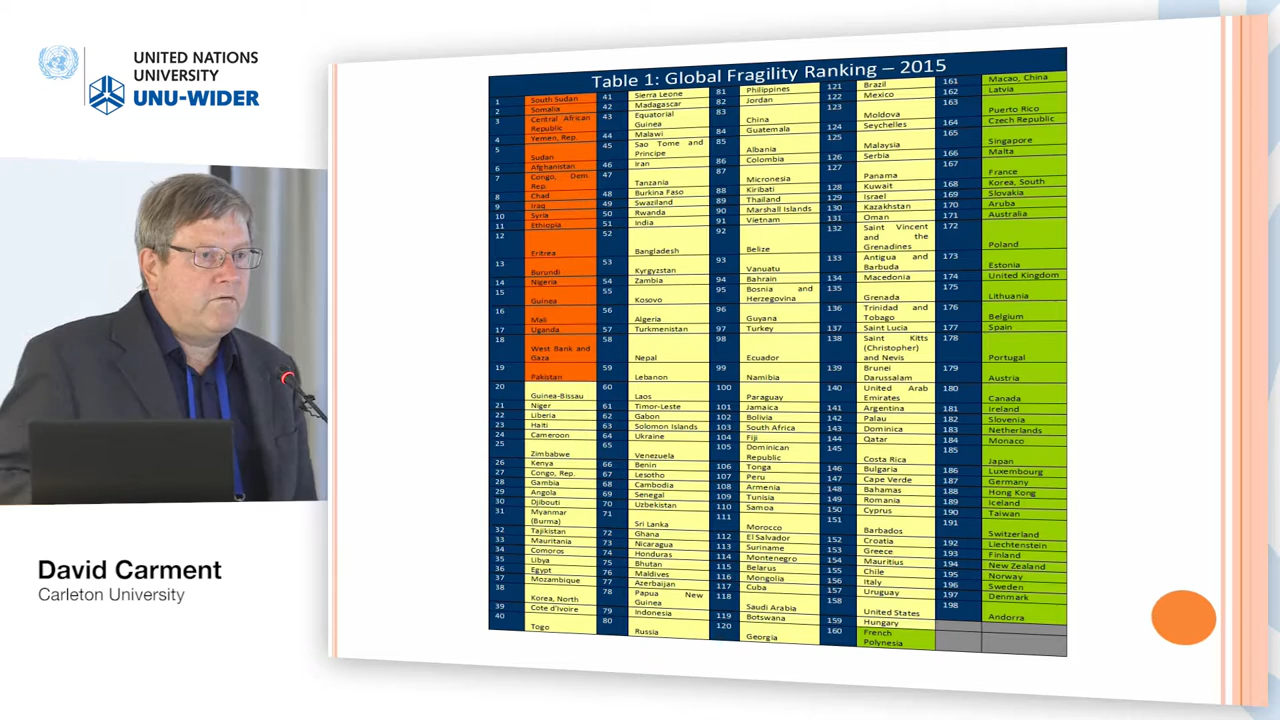 UNITED NATIONS
UNIVERSITY
UNU-WIDER
David Carment
Carleton University
Table 1: Global Fragility Ranking – 2015
1 South Sudan
2 Somalia
3 Central African
Republic
4 Yemen, Rep.
5 Sudan
6 Afghanistan
7 Congo, Dem.
Rep.
8 Chad
9 Iraq
10 Syria
11 Ethiopia
12 Eritrea
13 Burundi
14 Nigeria
15 Guinea
16 Mali
17 Uganda
18 West Bank and
Gaza
19 Pakistan
20 Guinea-Bissau
21 Niger
22 Liberia
23 Haiti
24 Cameroon
25 Zimbabwe
26 Kenya
27 Congo, Rep.
28 Gambia
29 Angola
30 Djibouti
31 Myanmar
(Burma)
32 Tajikistan
33 Mauritania
34 Comoros
35 Libya
36 Egypt
37 Mozambique
38 Korea, North
39 Cote d'Ivoire
40 Togo
41 Sierra Leone
42 Madagascar
43 Equatorial
Guinea
44 Malawi
45 Sao Tome and
Principe
46 Iran
47 Tanzania
48 Burkina Faso
49 Swaziland
50 Rwanda
51 India
52 Bangladesh
53 Kyrgyzstan
54 Zambia
55 Kosovo
56 Algeria
57 Turkmenistan
58 Nepal
59 Lebanon
60 Laos
61 Timor-Leste
62 Gabon
63 Solomon Islands
64 Ukraine
65 Venezuela
66 Benin
67 Lesotho
68 Cambodia
69 Senegal
70 Uzbekistan
71 Sri Lanka
72 Ghana
73 Nicaragua
74 Honduras
75 Bhutan
76 Maldives
77 Azerbaijan
78 Papua New
Guinea
79 Indonesia
80 Russia
81 Philippines
82 Jordan
83 China
84 Guatemala
85 Albania
86 Colombia
87 Micronesia
88 Kiribati
89 Thailand
90 Marshall Islands
91 Vietnam
92 Belize
93 Vanuatu
94 Bahrain
95 Bosnia and
Herzegovina
96 Guyana
97 Turkey
98 Ecuador
99 Namibia
100 Paraguay
101 Jamaica
102 Bolivia
103 South Africa
104 Fiji
105 Dominican
Republic
106 Tonga
107 Peru
108 Armenia
109 Tunisia
110 Samoa
111 Morocco
112 El Salvador
113 Suriname
114 Montenegro
115 Belarus
116 Mongolia
117 Cuba
118 Saudi Arabia
119 Botswana
120 Georgia
121 Brazil
122 Mexico
123 Moldova
124 Seychelles
125 Malaysia
126 Serbia
127 Panama
128 Kuwait
129 Israel
130 Kazakhstan
131 Oman
132 Saint Vincent
and the
Grenadines
133 Antigua and
Barbuda
134 Macedonia
135 Grenada
136 Trinidad and
Tobago
137 Saint Lucia
138 Saint Kitts
(Christopher)
and Nevis
139 Brunei
Darussalam
140 United Arab
Emirates
141 Argentina
142 Palau
143 Dominica
144 Qatar
145 Costa Rica
146 Bulgaria
147 Cape Verde
148 Bahamas
149 Romania
150 Cyprus
151 Barbados
152 Croatia
153 Greece
154 Mauritius
155 Chile
156 Italy
157 Uruguay
158 United States
159 Hungary
160 French
Polynesia
161 Macao, China
162 Latvia
163 Puerto Rico
164 Czech Republic
165 Singapore
166 Malta
167 France
168 Korea, South
169 Slovakia
170 Aruba
171 Australia
172 Poland
173 Estonia
174 United Kingdom
175 Lithuania
176 Belgium
177 Spain
178 Portugal
179 Austria
180 Canada
181 Ireland
182 Slovenia
183 Netherlands
184 Monaco
185 Japan
186 Luxembourg
187 Germany
188 Hong Kong
189 Iceland
190 Taiwan
191 Switzerland
192 Liechtenstein
193 Finland
194 New Zealand
195 Norway
196 Sweden
197 Denmark
198 Andorra